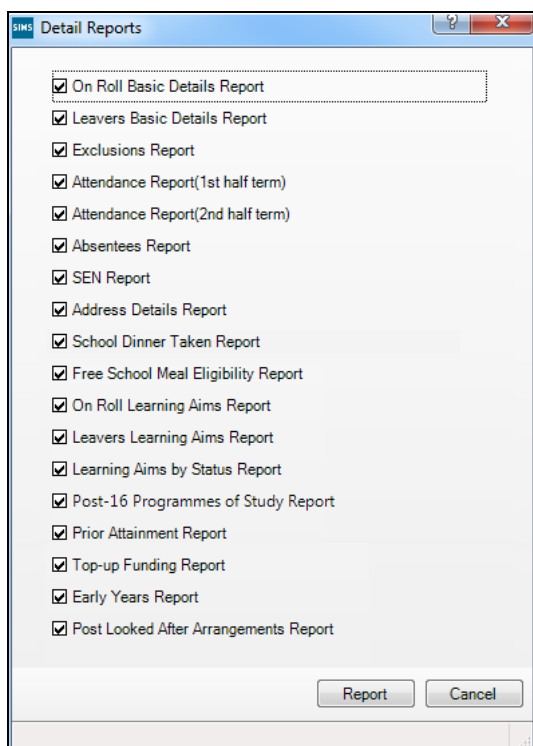 SIMS Detail Reports
On Roll Basic Details Report
Leavers Basic Details Report
Exclusions Report
Attendance Report(1st half term)
Attendance Report(2nd half term)
Absentees Report
SEN Report
Address Details Report
School Dinner Taken Report
Free School Meal Eligibility Report
On Roll Learning Aims Report
Leavers Learning Aims Report
Learning Aims by Status Report
Post-16 Programmes of Study Report
Prior Attainment Report
Top-up Funding Report
Early Years Report
Post Looked After Arrangements Report
Report Cancel